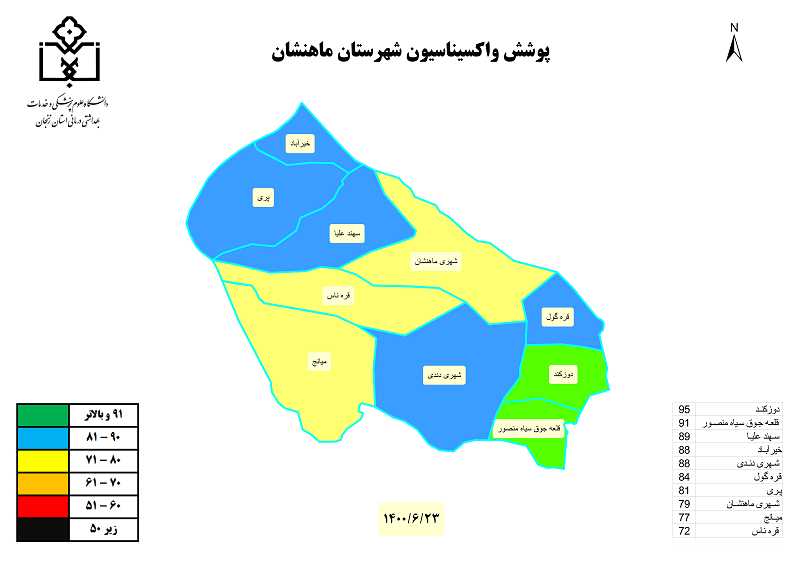 پوشش واکسیناسیون شهرستان ماهنشان
N
دانشگاه علوم پزشکی و خدمات
بهداشتی درمانی استان زنجان
خیرآباد
پری
سهند علیا
شهری ماهنشان
قره ناس
قره گول
میانج
شهری دندی
دوزکند
قلعه جوق سیاه منصور
۹۱ و بالاتر
۸۱ - ۹۰
۷۱ - ۸۰
۶۱ - ۷۰
۵۱ - ۶۰
زیر ۵۰
۱۴۰۰/۶/۲۳
دوزکند 95
قلعه جوق سیاه منصور 91
سهند علیا 89
خیرآباد 88
شهری دندی 88
قره گول 84
پری 81
شهری ماهنشان 79
میانج 77
قره ناس 72